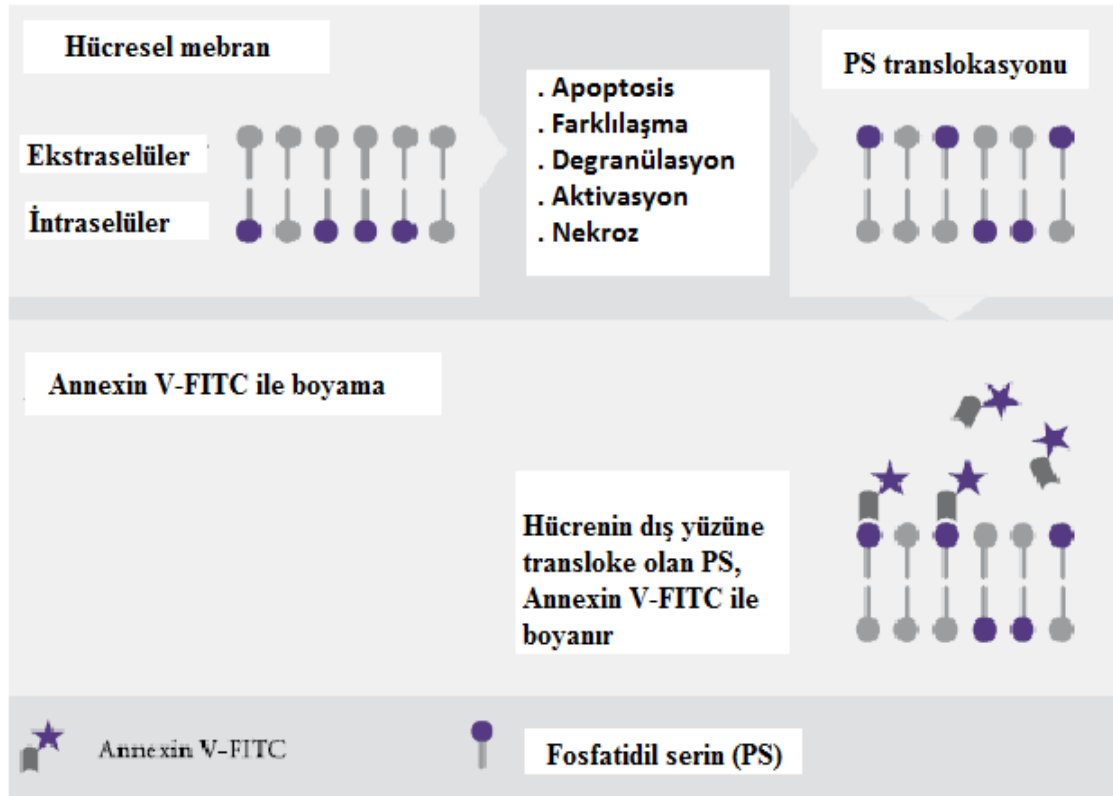 Hücresel mebran
PS translokasyonu
. Apoptosis
. Farklılaşma
. Degranülasyon
. Aktivasyon
. Nekroz
Ekstraselüler
İntraselüler
Annexin V-FITC ile boyama
Hücrenin dış yüzüne
transloke olan PS,
Annexin V-FITC ile
boyanır
Annexin V-FITC
Fosfatidil serin (PS)